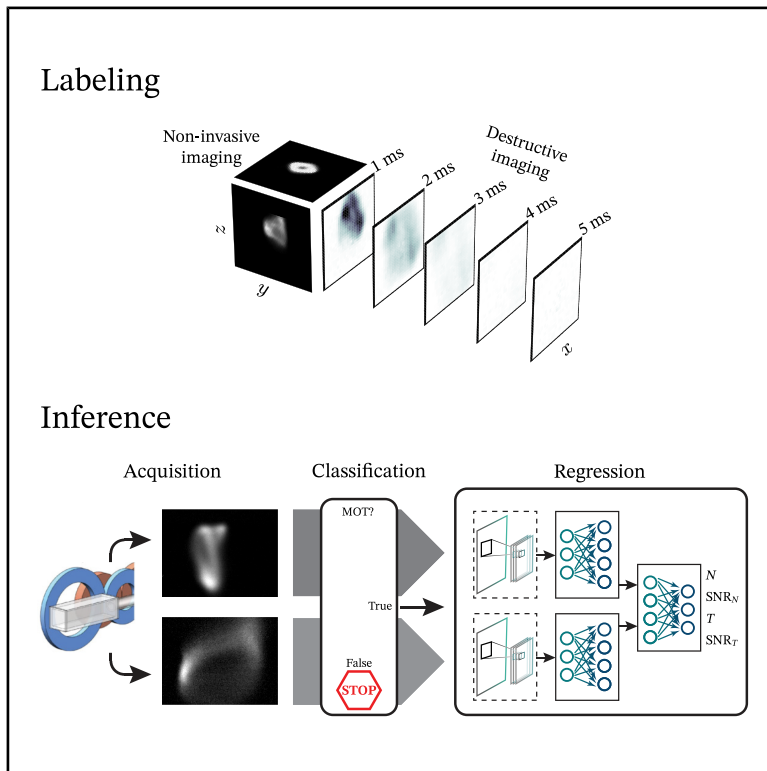 Labeling
Non-invasive
imaging
Destructive
imaging
1 ms
2 ms
3 ms
4 ms
5 ms
z
y
x
Inference
Acquisition
Classification
Regression
MOT?
True
False
STOP
N
SNR_N
T
SNR_T